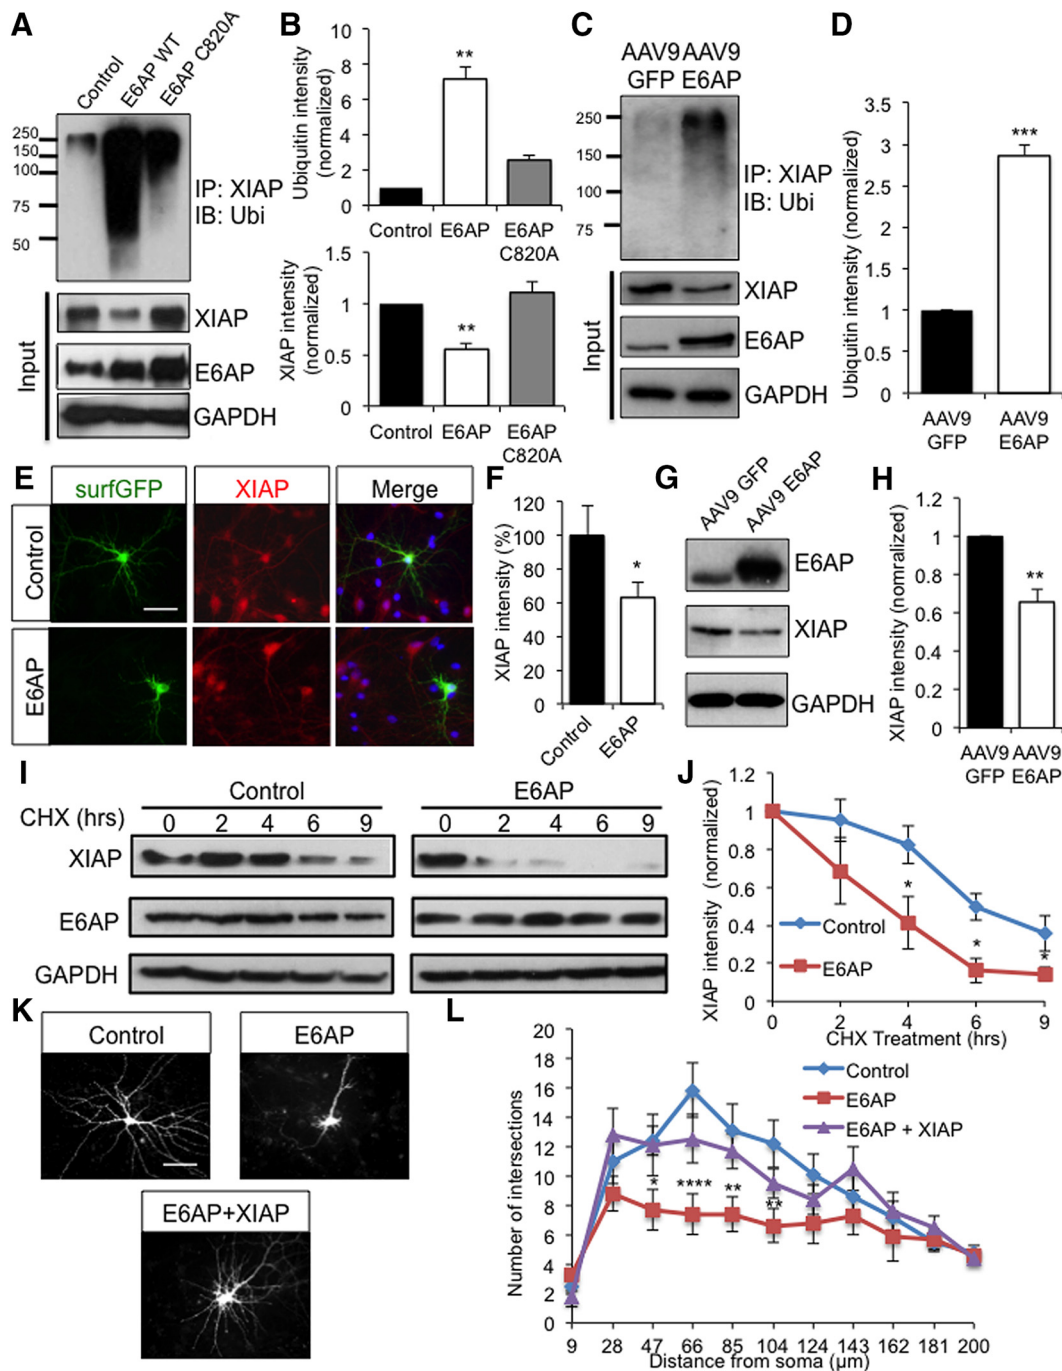 A
Control
E6AP WT
E6AP C820A
250
150
100
75
50
IP: XIAP
IB: Ubi
Input
XIAP
E6AP
GAPDH
B
Ubiquitin intensity
(normalized)
10
8
6
4
2
0
**
Control
E6AP
E6AP
C820A
XIAP intensity
(normalized)
1.5
1
0.5
0
**
Control
E6AP
E6AP
C820A
C
AAV9
GFP
AAV9
E6AP
250
150
100
75
IP: XIAP
IB: Ubi
Input
XIAP
E6AP
GAPDH
D
Ubiquitin intensity (normalized)
3.5
3
2.5
2
1.5
1
0.5
0
***
AAV9
GFP
AAV9
E6AP
E
surfGFP
XIAP
Merge
Control
E6AP
F
XIAP intensity (%)
120
100
80
60
40
20
0
*
Control
E6AP
G
AAV9 GFP
AAV9 E6AP
E6AP
XIAP
GAPDH
H
XIAP intensity (nomralized)
1.2
1
0.8
0.6
0.4
0.2
0
**
AAV9
GFP
AAV9
E6AP
I
Control
E6AP
CHX (hrs)
0 2 4 6 9
0 2 4 6 9
XIAP
E6AP
GAPDH
J
XIAP intensity (normalized)
1.2
1
0.8
0.6
0.4
0.2
0
*
*
*
Control
E6AP
0 2 4 6 9
CHX Treatment (hrs)
K
Control
E6AP
E6AP+XIAP
L
Number of intersections
20
18
16
14
12
10
8
6
4
2
0
*
****
**
**
Control
E6AP
E6AP + XIAP
9 28 47 66 85 104 124 143 162 181 200
Distance from soma (µm)